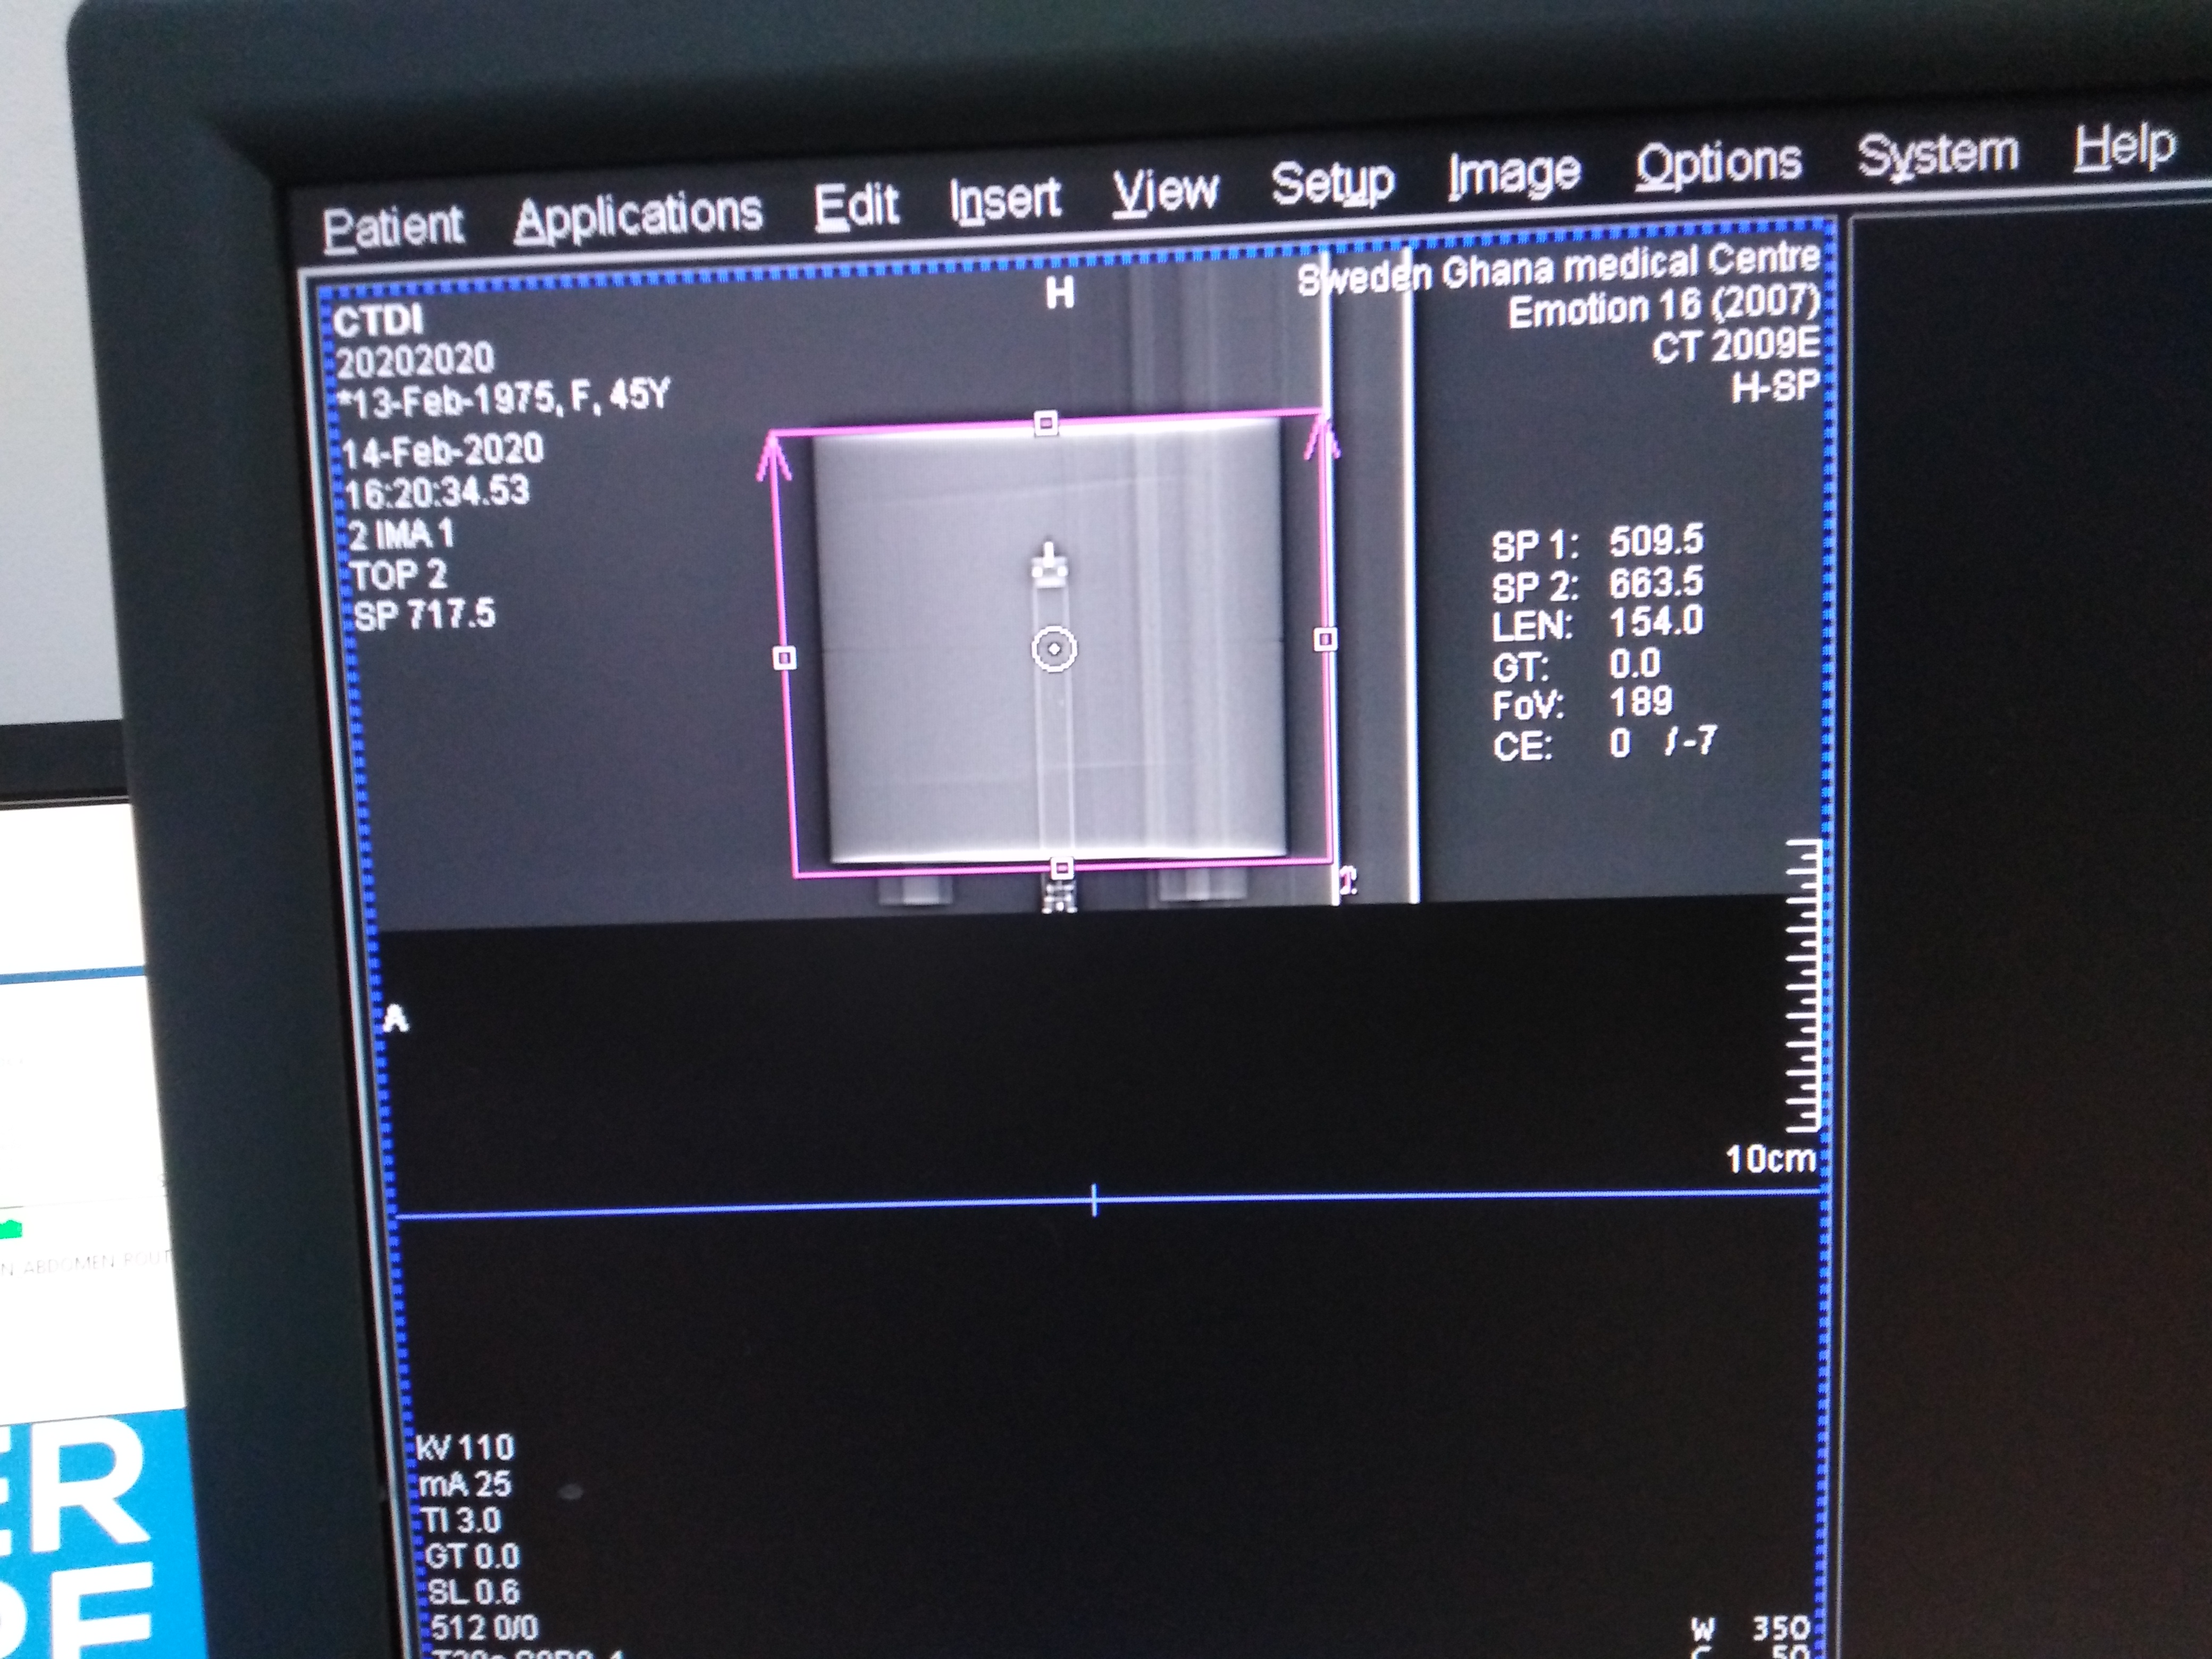 Patient Applications Edit Insert View Setup Image Options System Help
CTDI
20202020
*13-Feb-1975, F, 45Y
14-Feb-2020
16:20:34.53
2 IMA 1
TOP 2
SP 717.5
H
Sweden Ghana medical Centre
Emotion 16 (2007)
CT 2009E
H-SP
SP 1: 509.5
SP 2: 663.5
LEN: 154.0
GT: 0.0
FoV: 189
CE: 0 /-7
A
10cm
kV 110
mA 25
TI 3.0
GT 0.0
SL 0.6
512 0/0
W 350
C 50
N ABDOMEN ROUT
ER